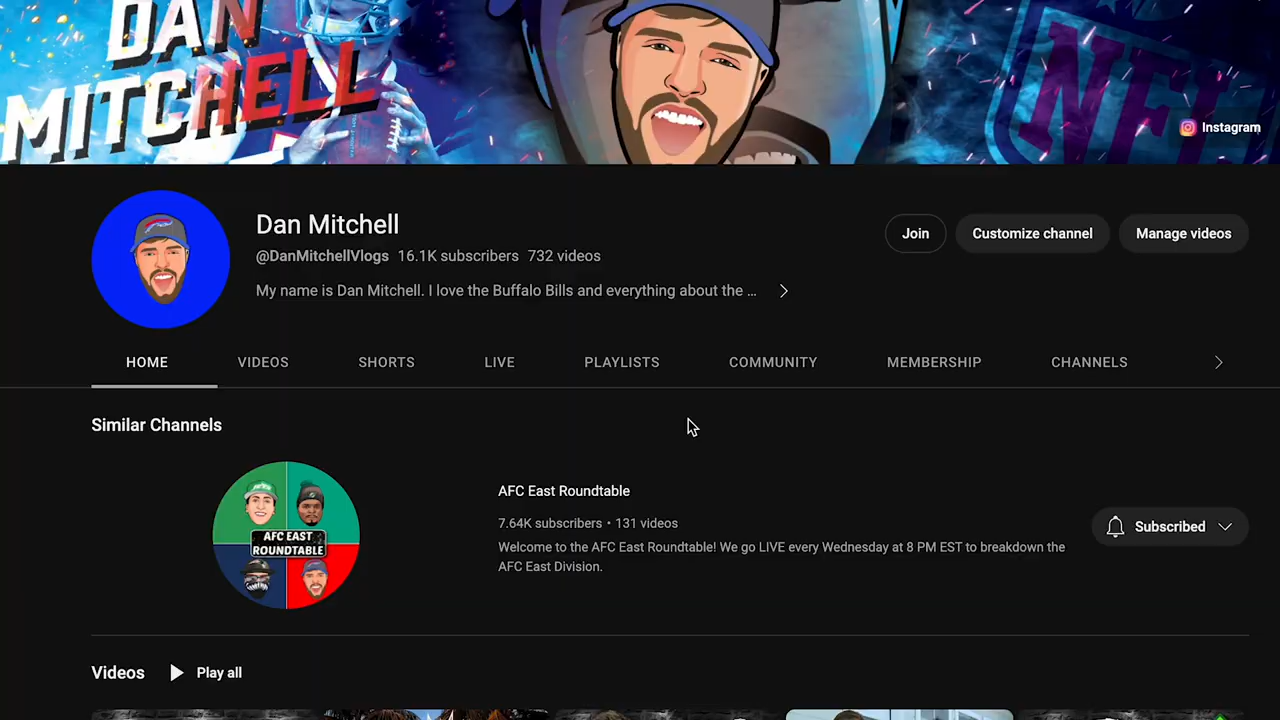 DAN
MITCHELL
NFL
Instagram
Dan Mitchell
@DanMitchellVlogs 16.1K subscribers 732 videos
My name is Dan Mitchell. I love the Buffalo Bills and everything about the ...
Join
Customize channel
Manage videos
HOME
VIDEOS
SHORTS
LIVE
PLAYLISTS
COMMUNITY
MEMBERSHIP
CHANNELS
Similar Channels
AFC EAST
ROUNDTABLE
AFC East Roundtable
7.64K subscribers • 131 videos
Welcome to the AFC East Roundtable! We go LIVE every Wednesday at 8 PM EST to breakdown the
AFC East Division.
Subscribed
Videos
Play all